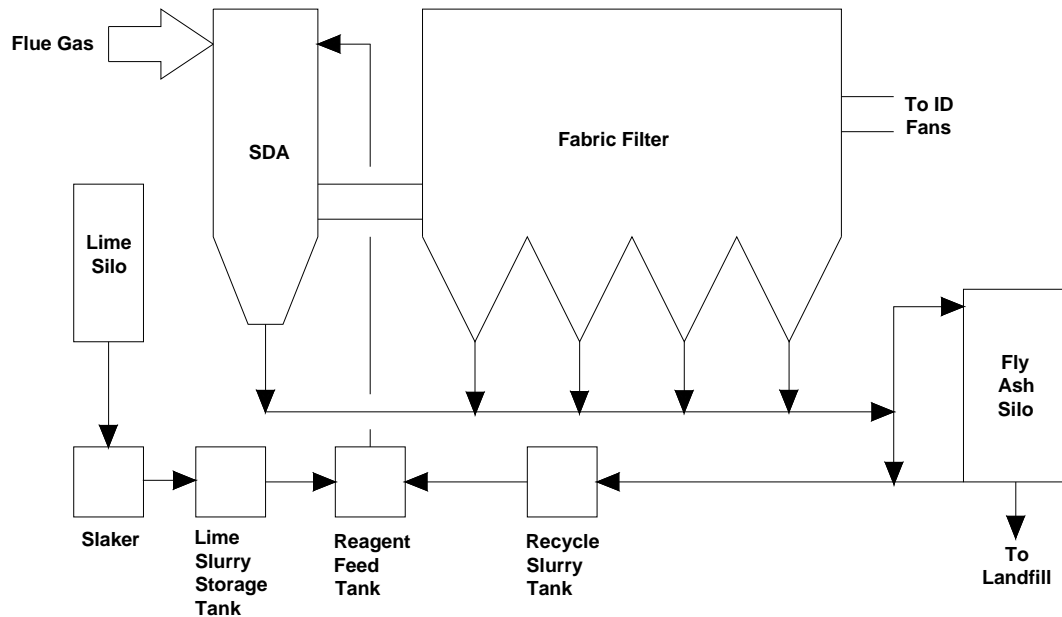 Flue Gas
SDA
Fabric Filter
To ID
Fans
Lime
Silo
Fly
Ash
Silo
Slaker
Lime
Slurry
Storage
Tank
Reagent
Feed
Tank
Recycle
Slurry
Tank
To
Landfill